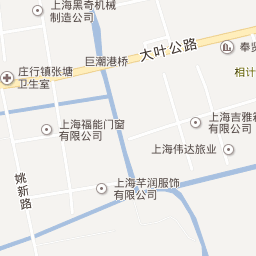 上海黑奇机械
制造公司
大叶公路
奉贤
巨潮港桥
相计
庄行镇张塘
卫生室
上海吉雅
有限公
上海福能门窗
有限公司
上海伟达旅业
姚新路
上海芊润服饰
有限公司